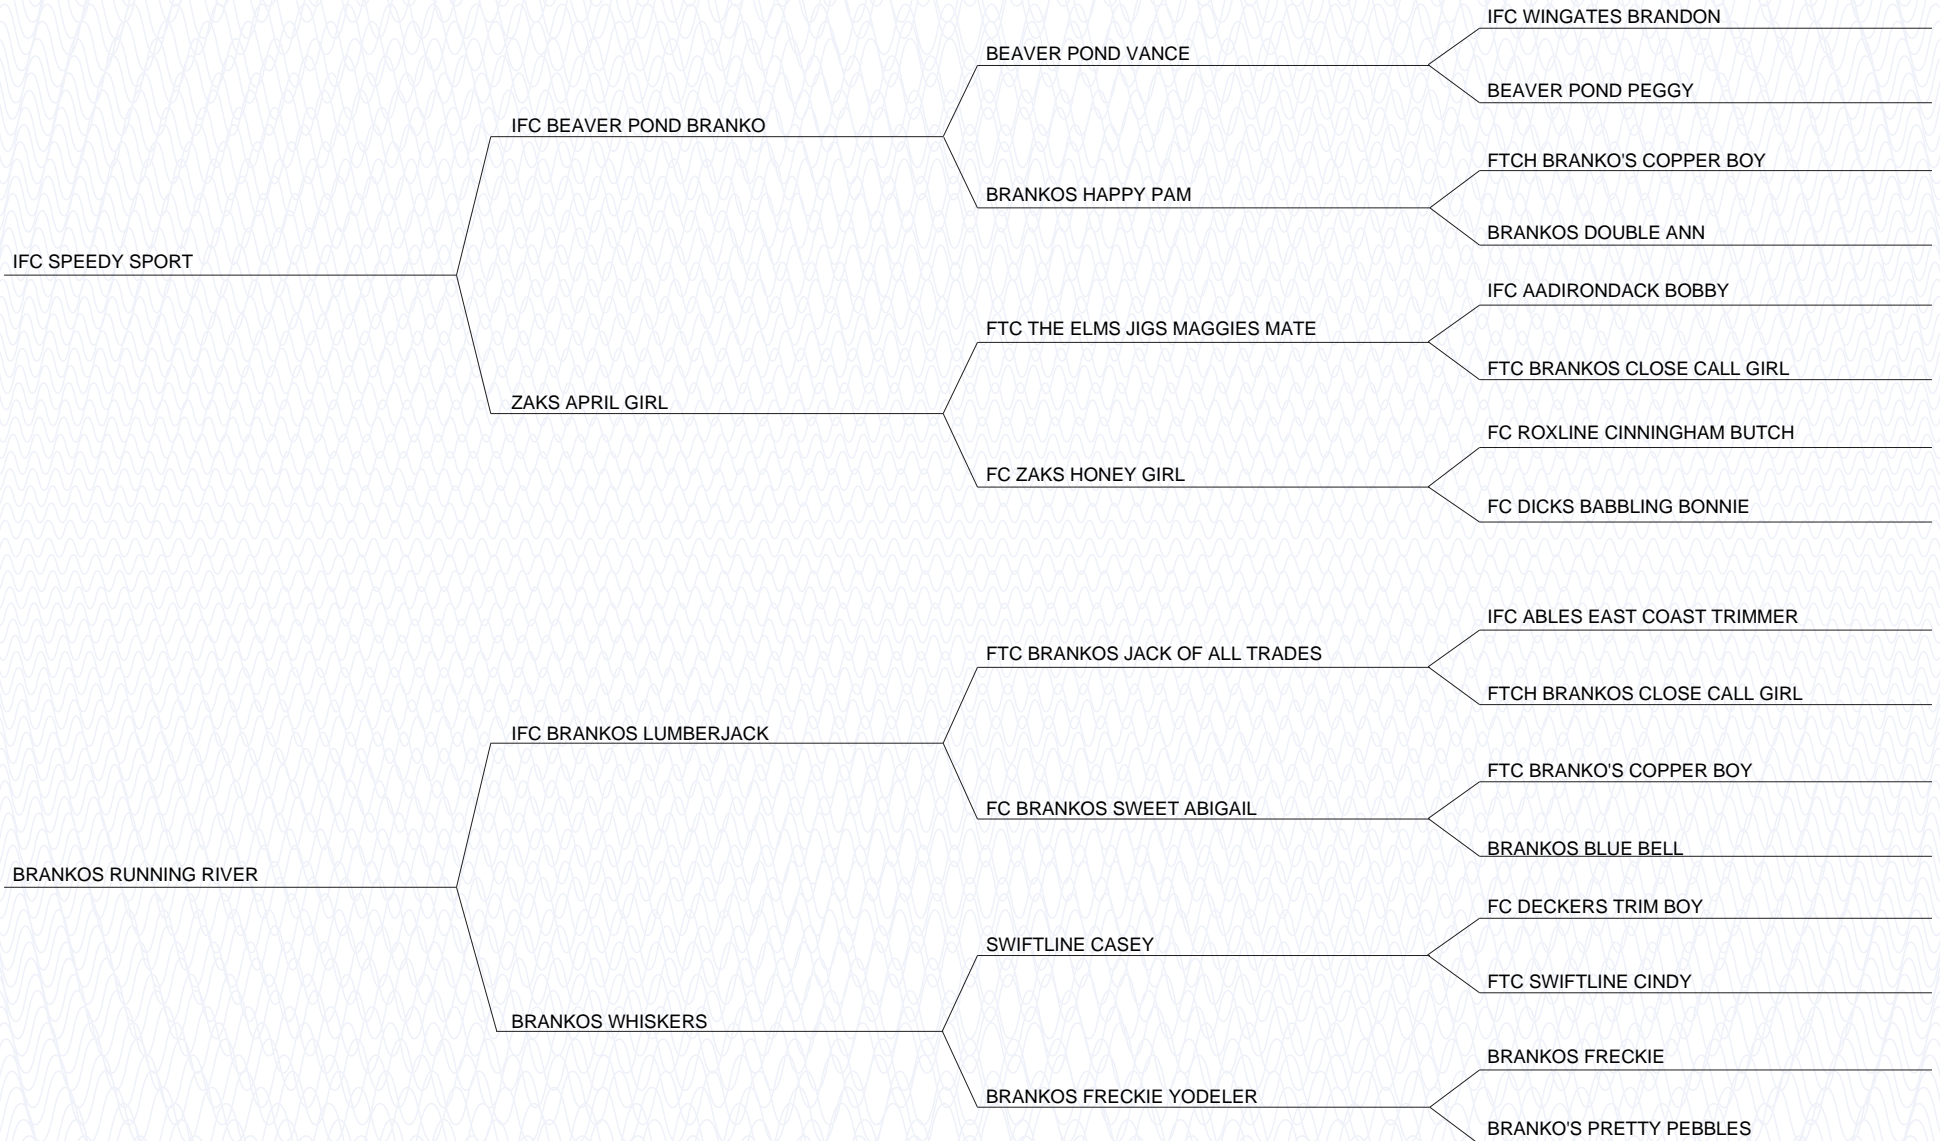 IFC WINGATES BRANDON
BEAVER POND VANCE
BEAVER POND PEGGY
IFC BEAVER POND BRANKO
FTCH BRANKO'S COPPER BOY
BRANKOS HAPPY PAM
BRANKOS DOUBLE ANN
IFC SPEEDY SPORT
IFC AADIRONDACK BOBBY
FTC THE ELMS JIGS MAGGIES MATE
FTC BRANKOS CLOSE CALL GIRL
ZAKS APRIL GIRL
FC ROXLINE CINNINGHAM BUTCH
FC ZAKS HONEY GIRL
FC DICKS BABBLING BONNIE
IFC ABLES EAST COAST TRIMMER
FTC BRANKOS JACK OF ALL TRADES
FTCH BRANKOS CLOSE CALL GIRL
IFC BRANKOS LUMBERJACK
FTC BRANKO'S COPPER BOY
FC BRANKOS SWEET ABIGAIL
BRANKOS BLUE BELL
BRANKOS RUNNING RIVER
FC DECKERS TRIM BOY
SWIFTLINE CASEY
FTC SWIFTLINE CINDY
BRANKOS WHISKERS
BRANKOS FRECKIE
BRANKOS FRECKIE YODELER
BRANKO'S PRETTY PEBBLES